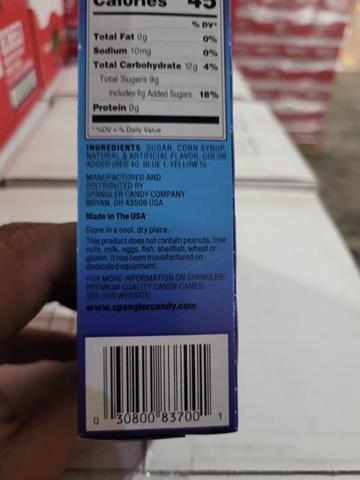 Calories 45
% DV*
Total Fat 0g 0%
Sodium 10mg 0%
Total Carbohydrate 12g 4%
Total Sugars 9g
Includes 9g Added Sugars 18%
Protein 0g
*%DV = % Daily Value
INGREDIENTS: SUGAR, CORN SYRUP,
NATURAL & ARTIFICIAL FLAVOR, COLOR
ADDED (RED 40, BLUE 1, YELLOW 5).
MANUFACTURED AND
DISTRIBUTED BY
SPANGLER CANDY COMPANY
BRYAN, OH 43506 USA
Made in The USA
Store in a cool, dry place.
This product does not contain peanuts, tree
nuts, milk, eggs, fish, shellfish, wheat or
gluten. It has been manufactured on
dedicated equipment.
FOR MORE INFORMATION ON SPANGLER
PREMIUM QUALITY CANDY CANES,
SEE OUR WEBSITE:
www.spanglercandy.com
0 30800 83700 1